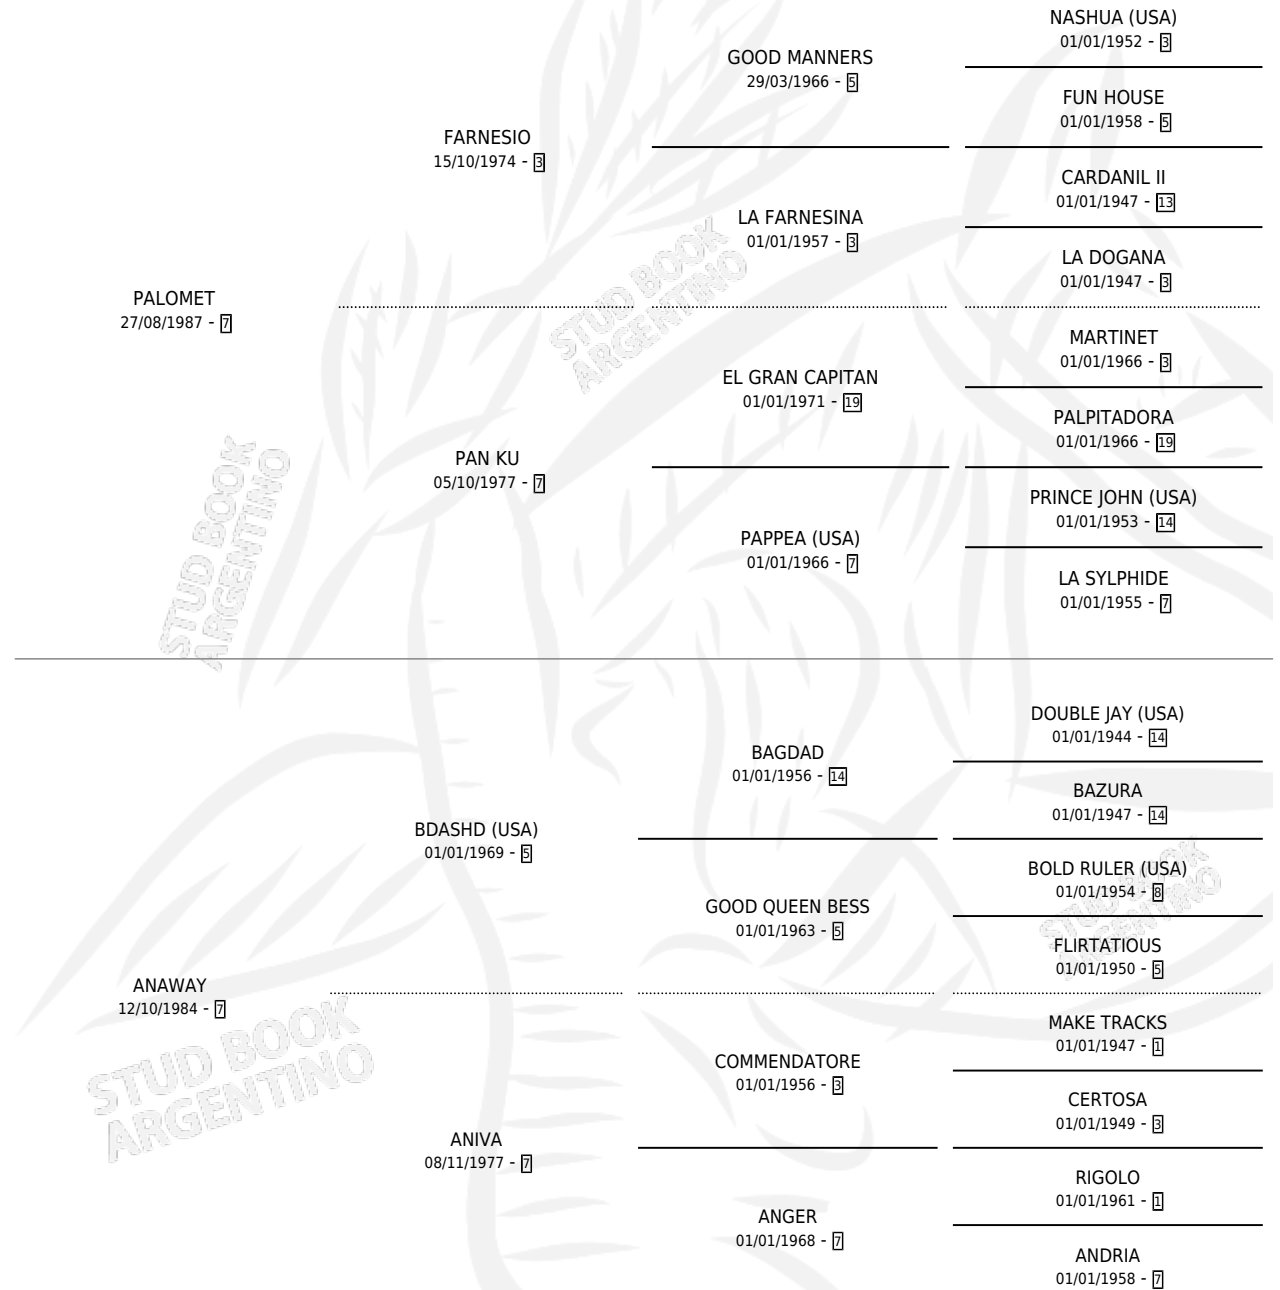 NASHUA (USA)
01/01/1952 - 3
GOOD MANNERS
29/03/1966 - 5
FUN HOUSE
01/01/1958 - 5
FARNESIO
15/10/1974 - 3
CARDANIL II
01/01/1947 - 13
LA FARNESINA
01/01/1957 - 3
LA DOGANA
01/01/1947 - 3
PALOMET
27/08/1987 - 7
MARTINET
01/01/1966 - 3
EL GRAN CAPITAN
01/01/1971 - 19
PALPITADORA
01/01/1966 - 19
PAN KU
05/10/1977 - 7
PRINCE JOHN (USA)
01/01/1953 - 14
PAPPEA (USA)
01/01/1966 - 7
LA SYLPHIDE
01/01/1955 - 7
DOUBLE JAY (USA)
01/01/1944 - 14
BAGDAD
01/01/1956 - 14
BAZURA
01/01/1947 - 14
BDASHD (USA)
01/01/1969 - 5
BOLD RULER (USA)
01/01/1954 - 8
GOOD QUEEN BESS
01/01/1963 - 5
FLIRTATIOUS
01/01/1950 - 5
ANAWAY
12/10/1984 - 7
MAKE TRACKS
01/01/1947 - 1
COMMENDATORE
01/01/1956 - 3
CERTOSA
01/01/1949 - 3
ANIVA
08/11/1977 - 7
RIGOLO
01/01/1961 - 1
ANGER
01/01/1968 - 7
ANDRIA
01/01/1958 - 7
STUD BOOK
ARGENTINO
STUD BOOK
ARGENTINO
STUD BOOK
ARGENTINO
STUD BOOK
ARGENTINO